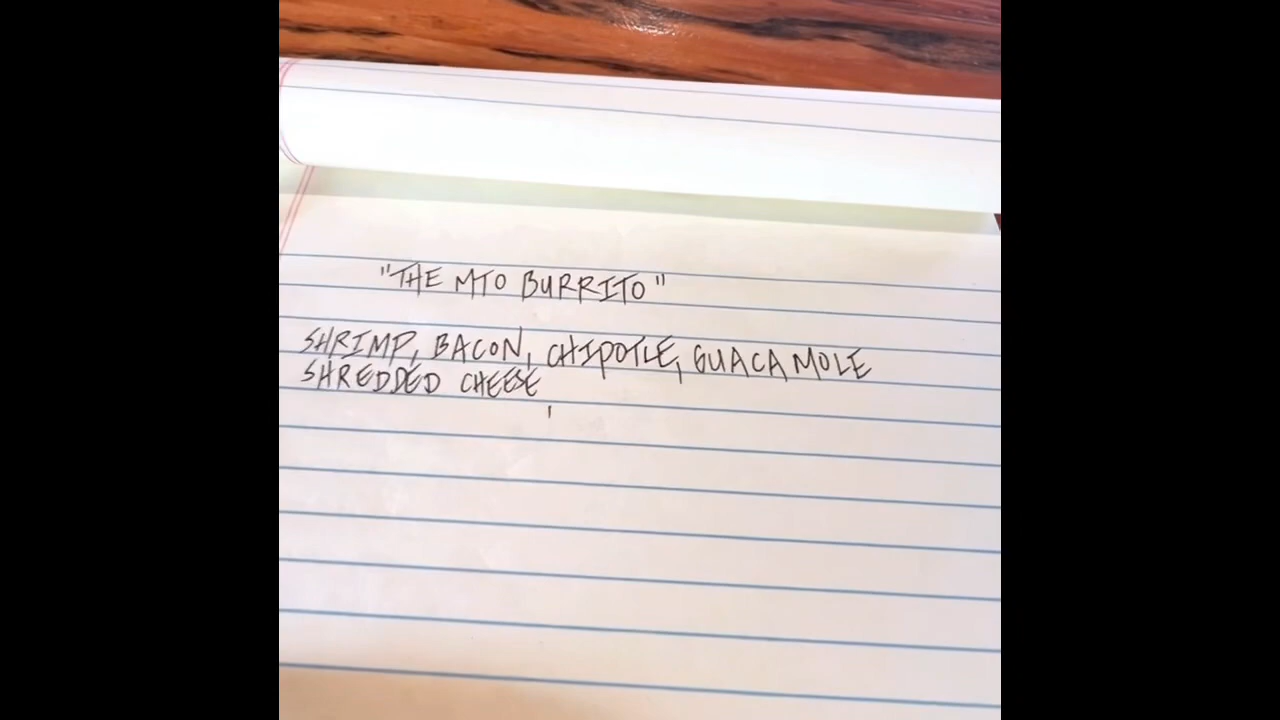 "THE MTO BURRITO"
SHRIMP, BACON, CHIPOTLE, GUACAMOLE
SHREDDED CHEESE